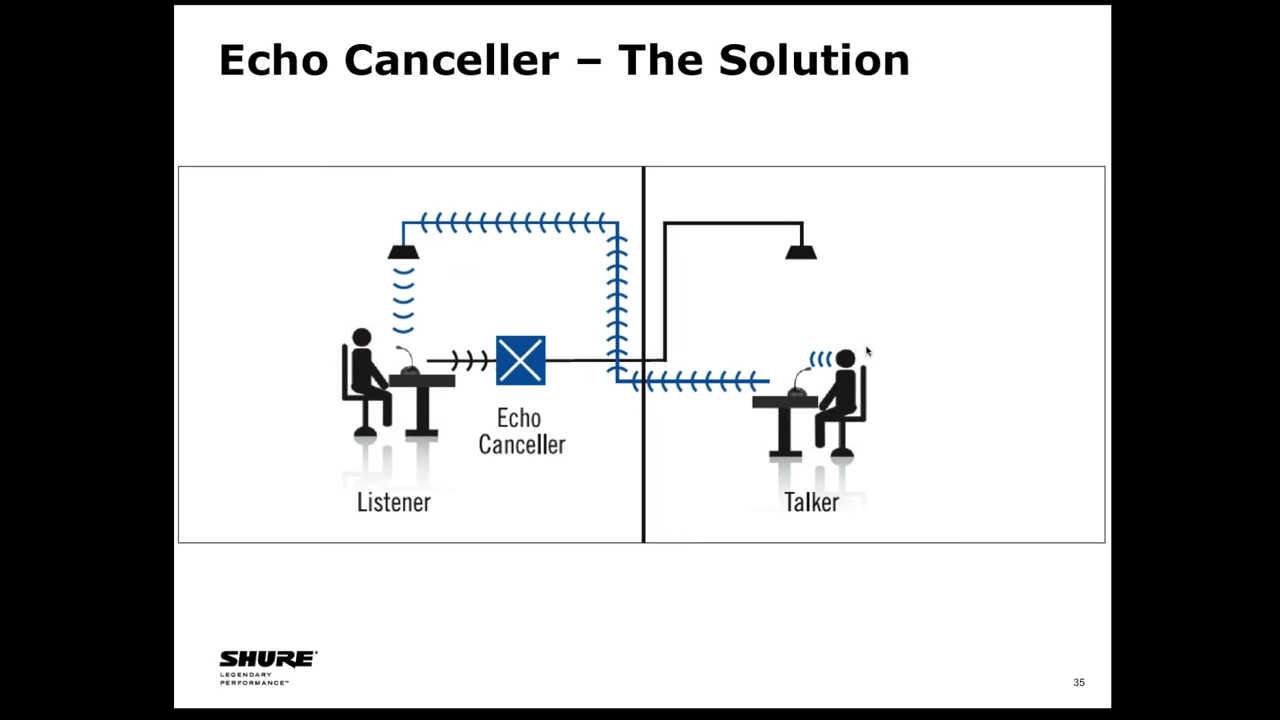 Echo Canceller – The Solution
Echo
Canceller
Listener
Talker
SHURE
LEGENDARY
PERFORMANCE™
35